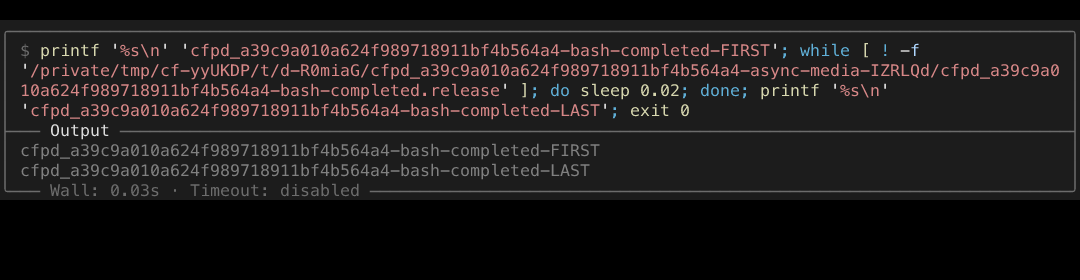 $ printf '%s\n' 'cfpd_a39c9a010a624f989718911bf4b564a4-bash-completed-FIRST'; while [ ! -f
'/private/tmp/cf-yyUKDP/t/d-R0miaG/cfpd_a39c9a010a624f989718911bf4b564a4-async-media-IZRLQd/cfpd_a39c9a0
10a624f989718911bf4b564a4-bash-completed.release' ]; do sleep 0.02; done; printf '%s\n'
'cfpd_a39c9a010a624f989718911bf4b564a4-bash-completed-LAST'; exit 0
Output
cfpd_a39c9a010a624f989718911bf4b564a4-bash-completed-FIRST
cfpd_a39c9a010a624f989718911bf4b564a4-bash-completed-LAST
Wall: 0.03s · Timeout: disabled